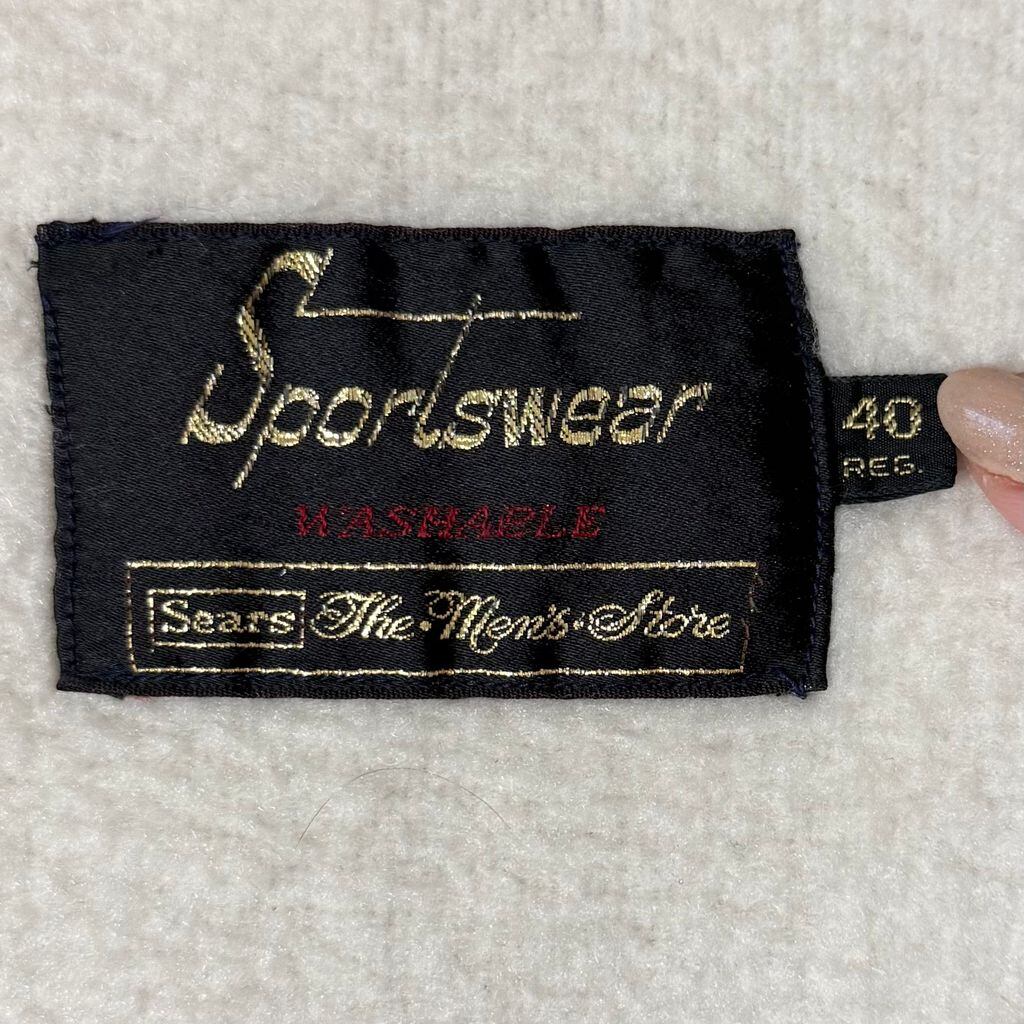 Sportswear
40
REG.
WASHABLE
Sears The • Men's • Store